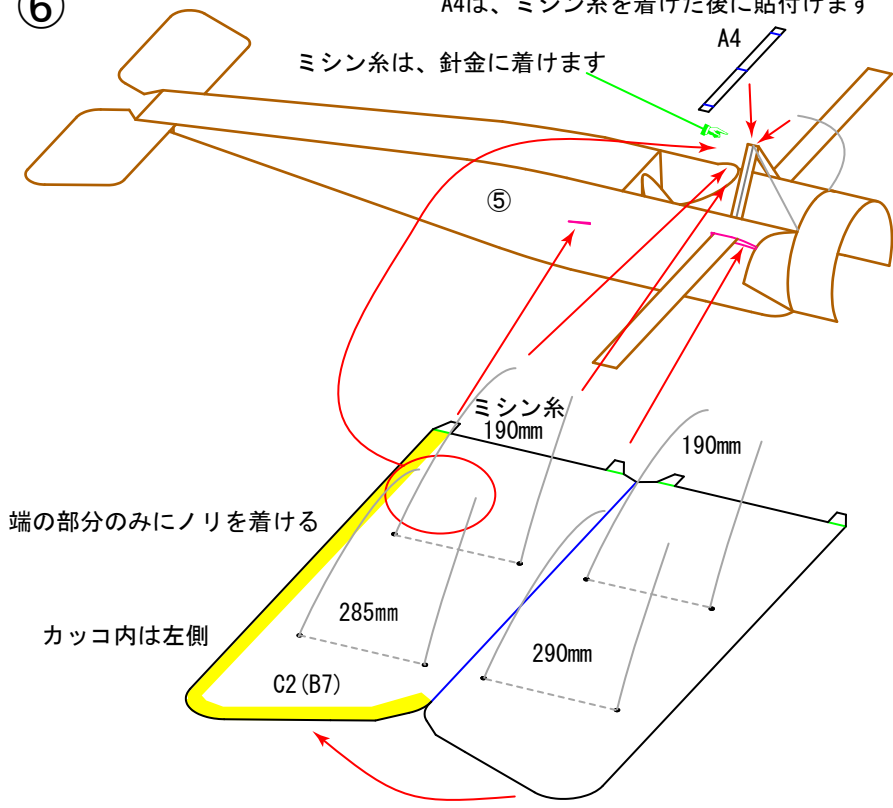 ⑥
A4は、ミシン糸を着けた後に貼付けます
A4
ミシン糸は、針金に着けます
⑤
ミシン糸
190mm
190mm
端の部分のみにノリを着ける
285mm
カッコ内は左側
290mm
C2(B7)